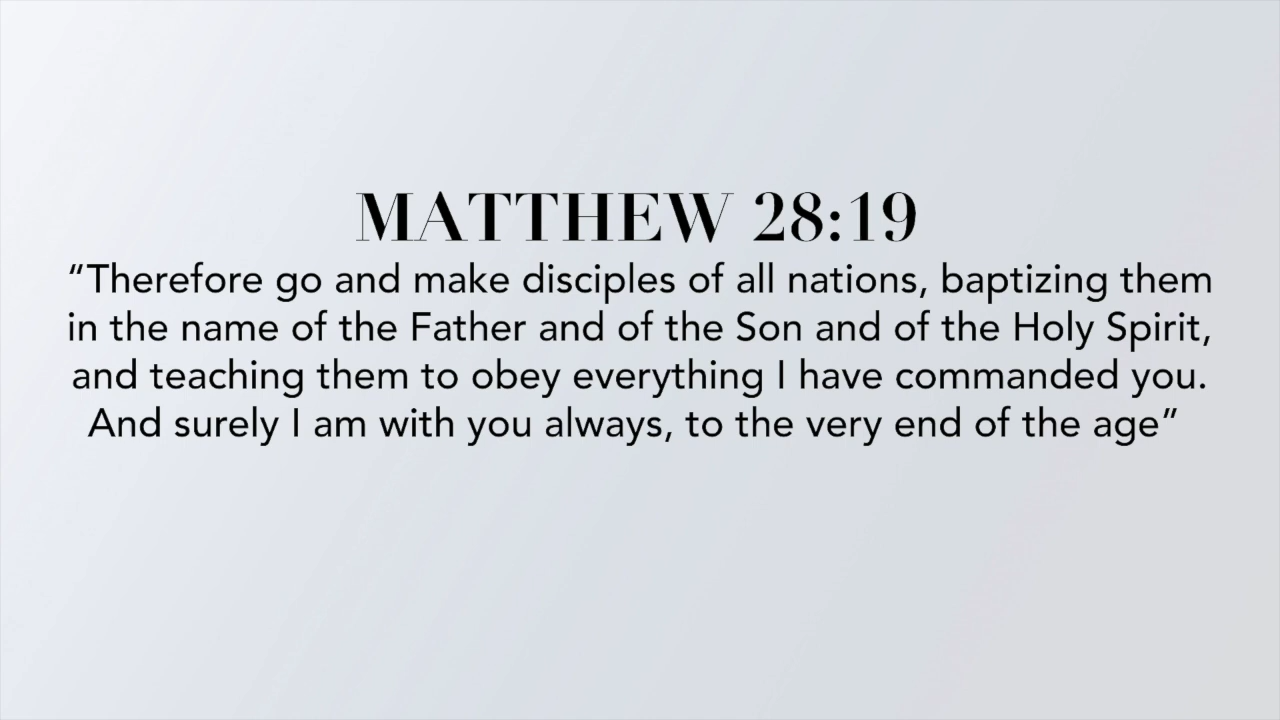 MATTHEW 28:19
“Therefore go and make disciples of all nations, baptizing them
in the name of the Father and of the Son and of the Holy Spirit,
and teaching them to obey everything I have commanded you.
And surely I am with you always, to the very end of the age”